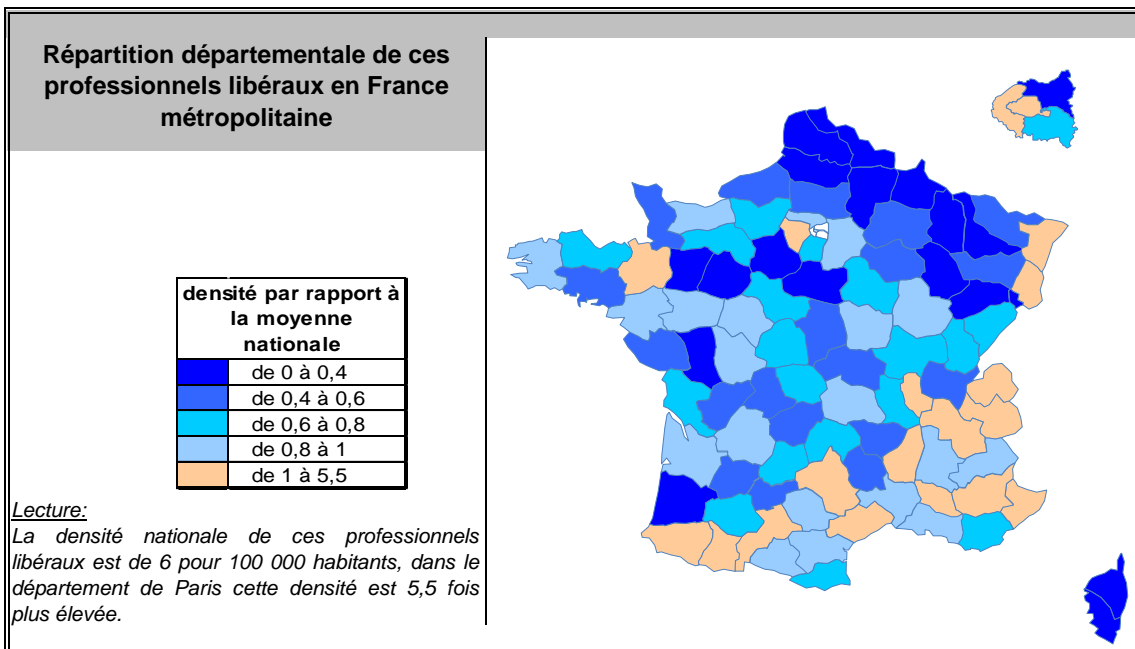 Répartition départementale de ces
professionnels libéraux en France
métropolitaine
densité par rapport à
la moyenne
nationale
de 0 à 0,4
de 0,4 à 0,6
de 0,6 à 0,8
de 0,8 à 1
de 1 à 5,5
Lecture:
La densité nationale de ces professionnels
libéraux est de 6 pour 100 000 habitants, dans le
département de Paris cette densité est 5,5 fois
plus élevée.